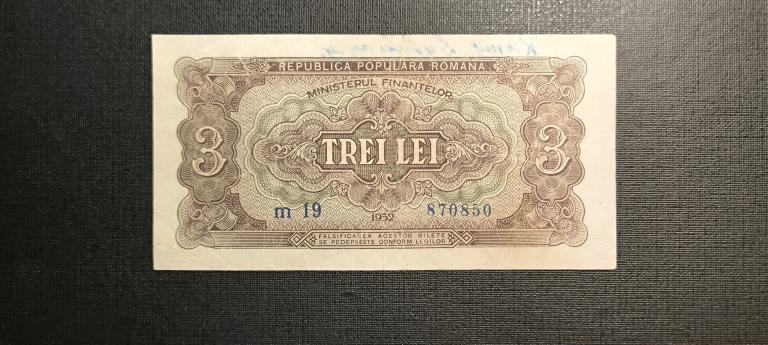 REPUBLICA POPULARA ROMANA
MINISTERUL FINANTELOR
3 TREI LEI 3
m 19 1952 870850
FALSIFICAREA ACESTOR BILETE
SE PEDEPSESTE CONFORM LEGILOR